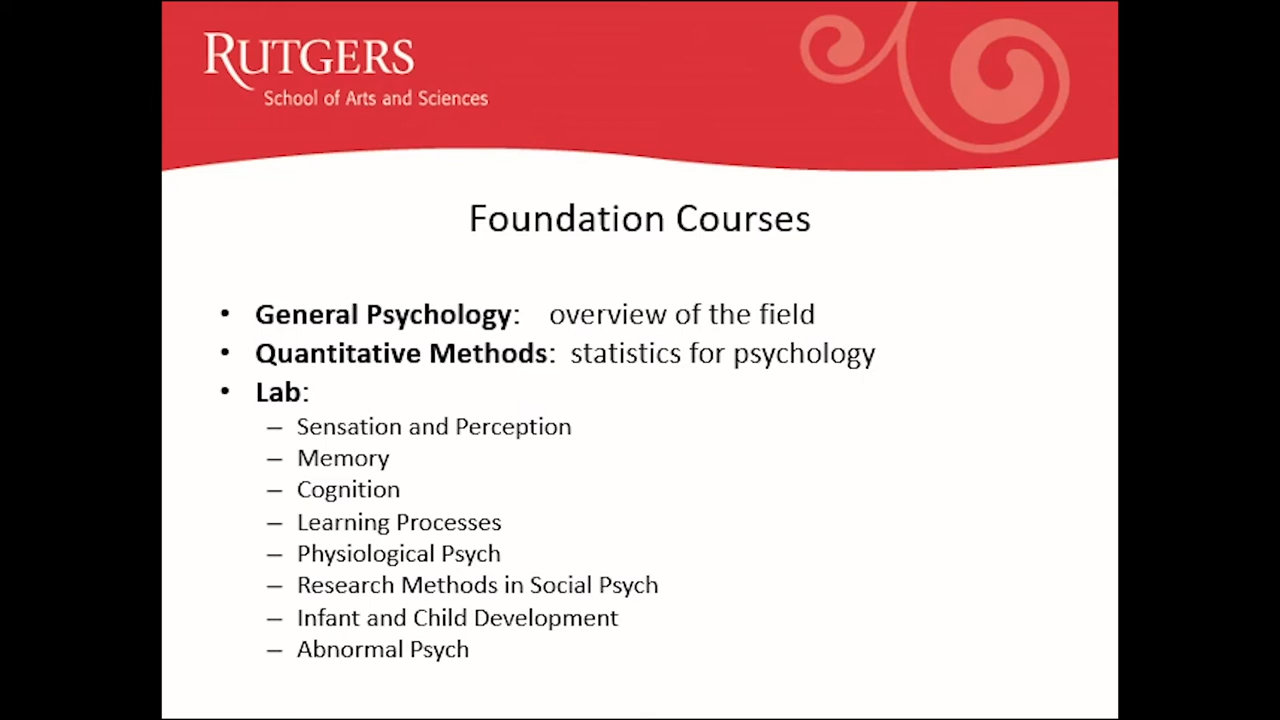 RUTGERS
School of Arts and Sciences
Foundation Courses
• General Psychology: overview of the field
• Quantitative Methods: statistics for psychology
• Lab:
– Sensation and Perception
– Memory
– Cognition
– Learning Processes
– Physiological Psych
– Research Methods in Social Psych
– Infant and Child Development
– Abnormal Psych